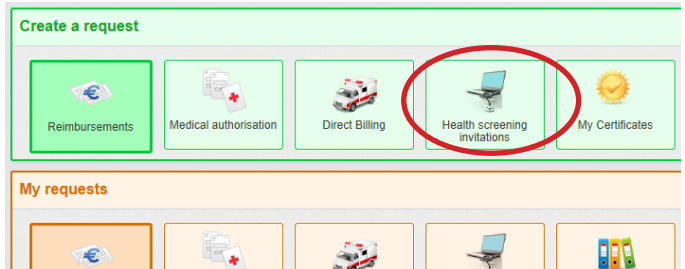 Create a request
Reimbursements
Medical authorisation
Direct Billing
Health screening
invitations
My Certificates
My requests